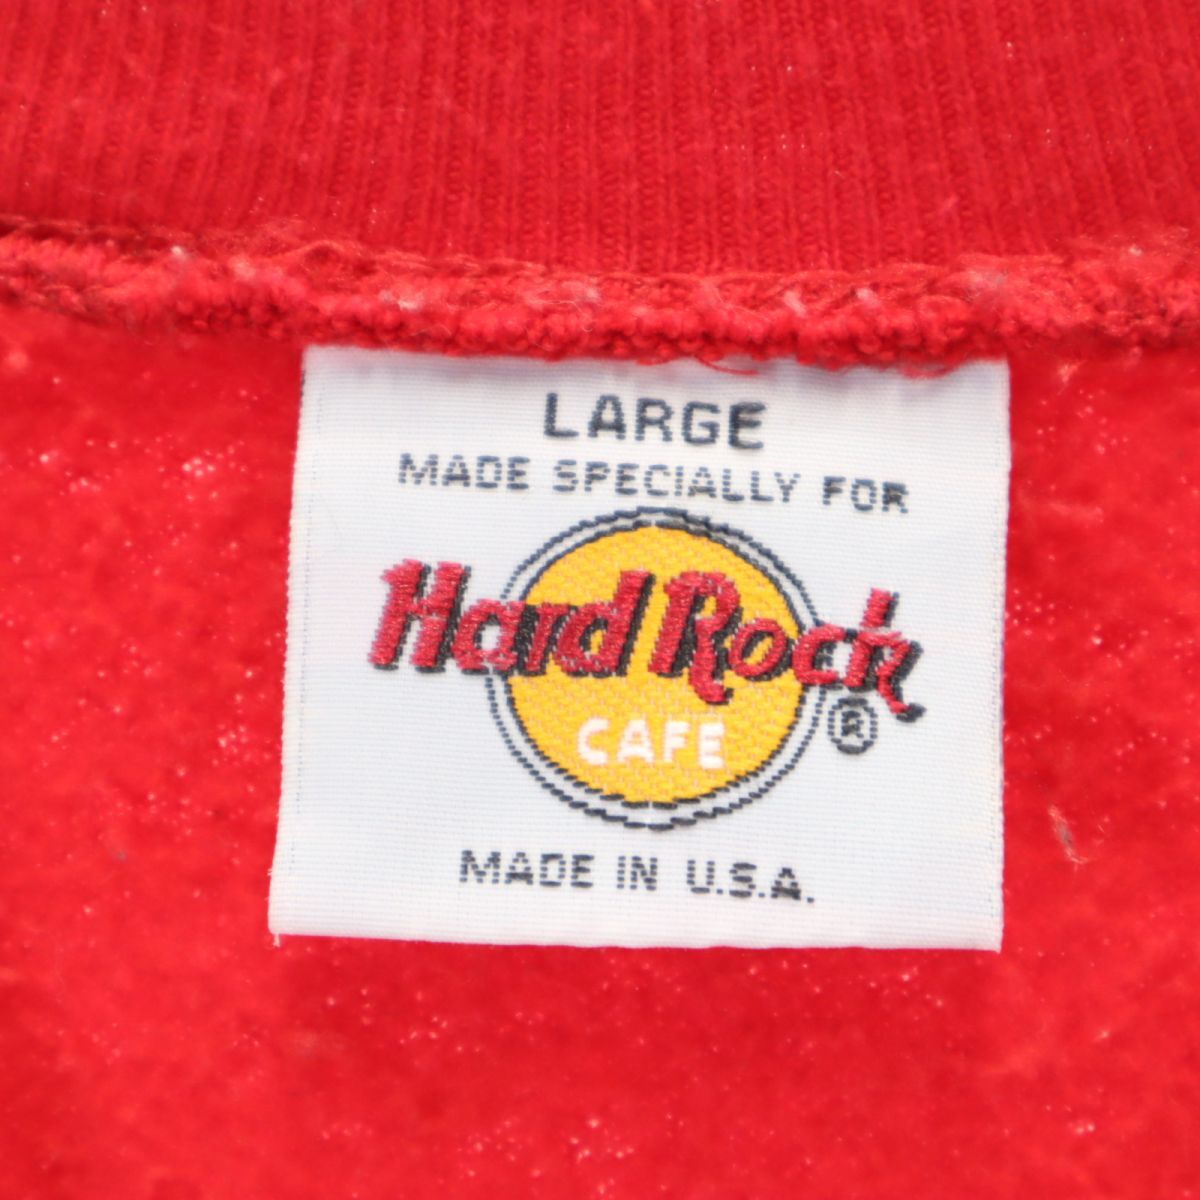 LARGE
MADE SPECIALLY FOR
Hard Rock
CAFE
®
MADE IN U.S.A.